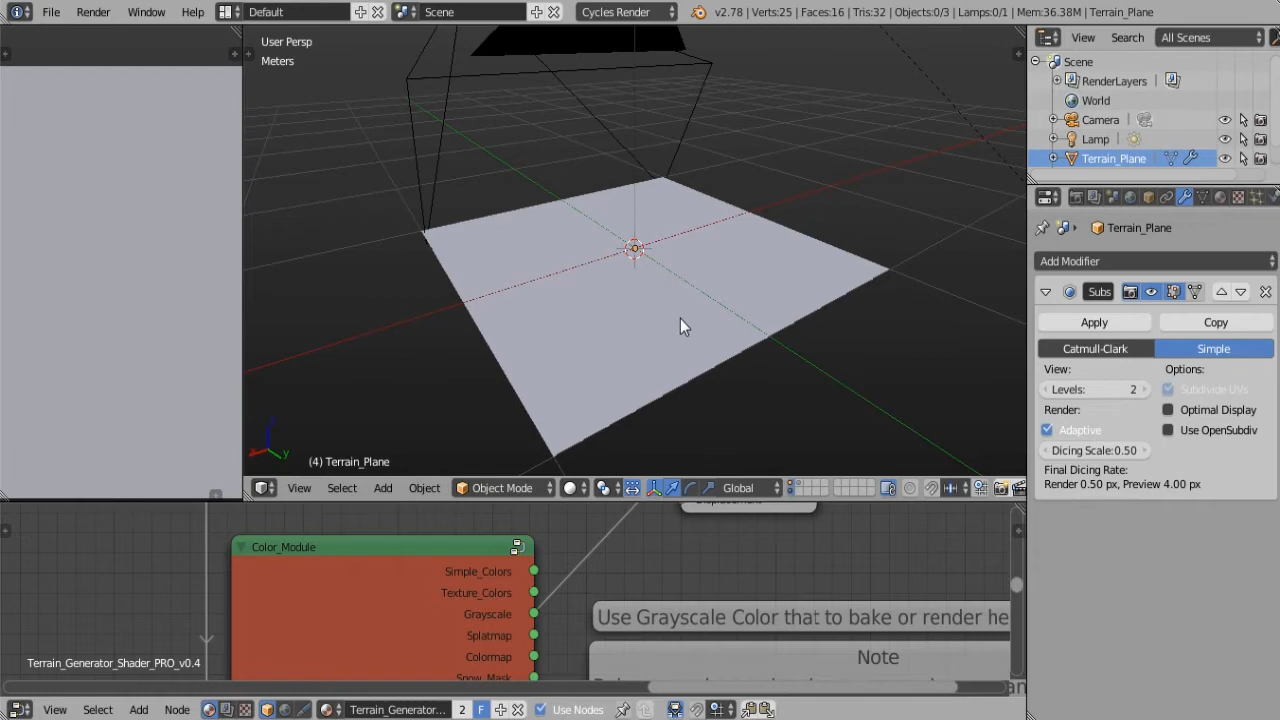 File Render Window Help Default Scene Cycles Render v2.78 | Verts:25 | Faces:16 | Tris:32 | Objects:0/3 | Lamps:0/1 | Mem:36.38M | Terrain_Plane
User Persp
Meters
(4) Terrain_Plane
View Select Add Object Object Mode Global
Color_Module
Simple_Colors
Texture_Colors
Grayscale
Splatmap
Colormap
Snow_Mask
Displacement
Use Grayscale Color that to bake or render he
Note
Terrain_Generator_Shader_PRO_v0.4
View Select Add Node Terrain_Generator... 2 F Use Nodes
View Search All Scenes
Scene
RenderLayers
World
Camera
Lamp
Terrain_Plane
Terrain_Plane
Add Modifier
Subs
Apply Copy
Catmull-Clark Simple
View: Options:
Levels: 2 Subdivide UVs
Render: Optimal Display
Adaptive Use OpenSubdiv
Dicing Scale:0.50
Final Dicing Rate:
Render 0.50 px, Preview 4.00 px